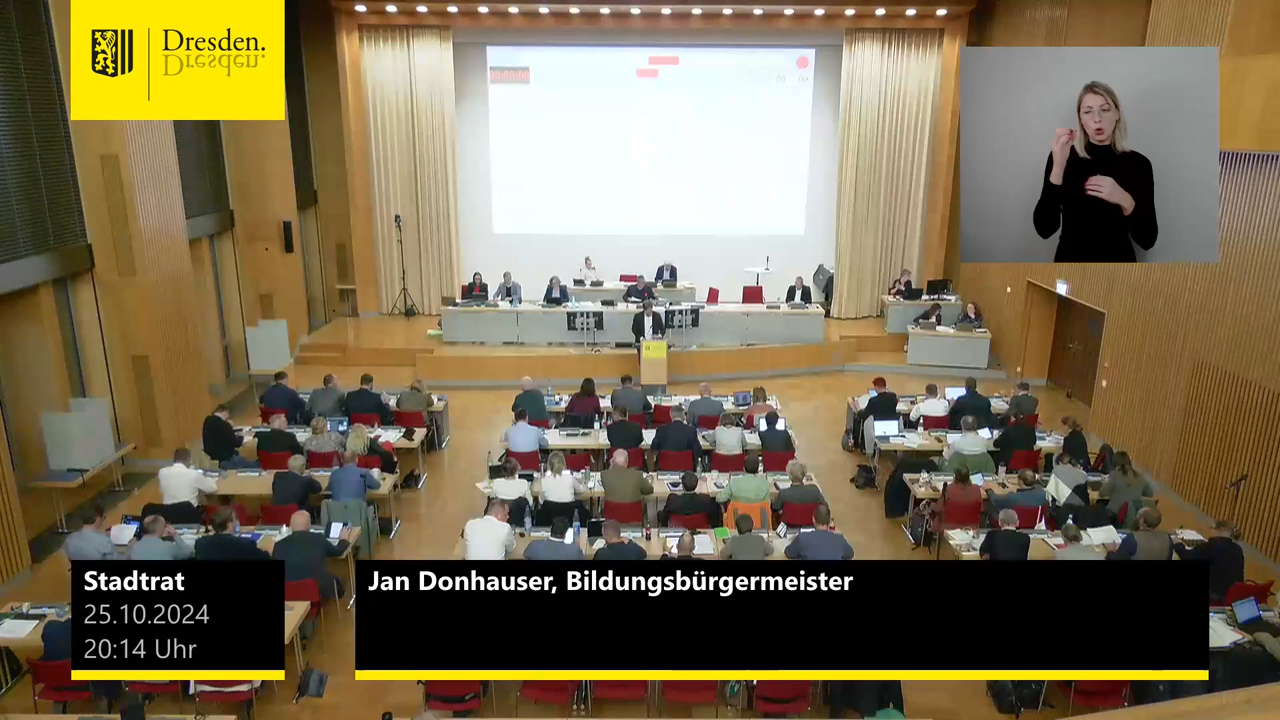 Dresden.
Dresden.
Stadtrat
25.10.2024
20:14 Uhr
Jan Donhauser, Bildungsbürgermeister